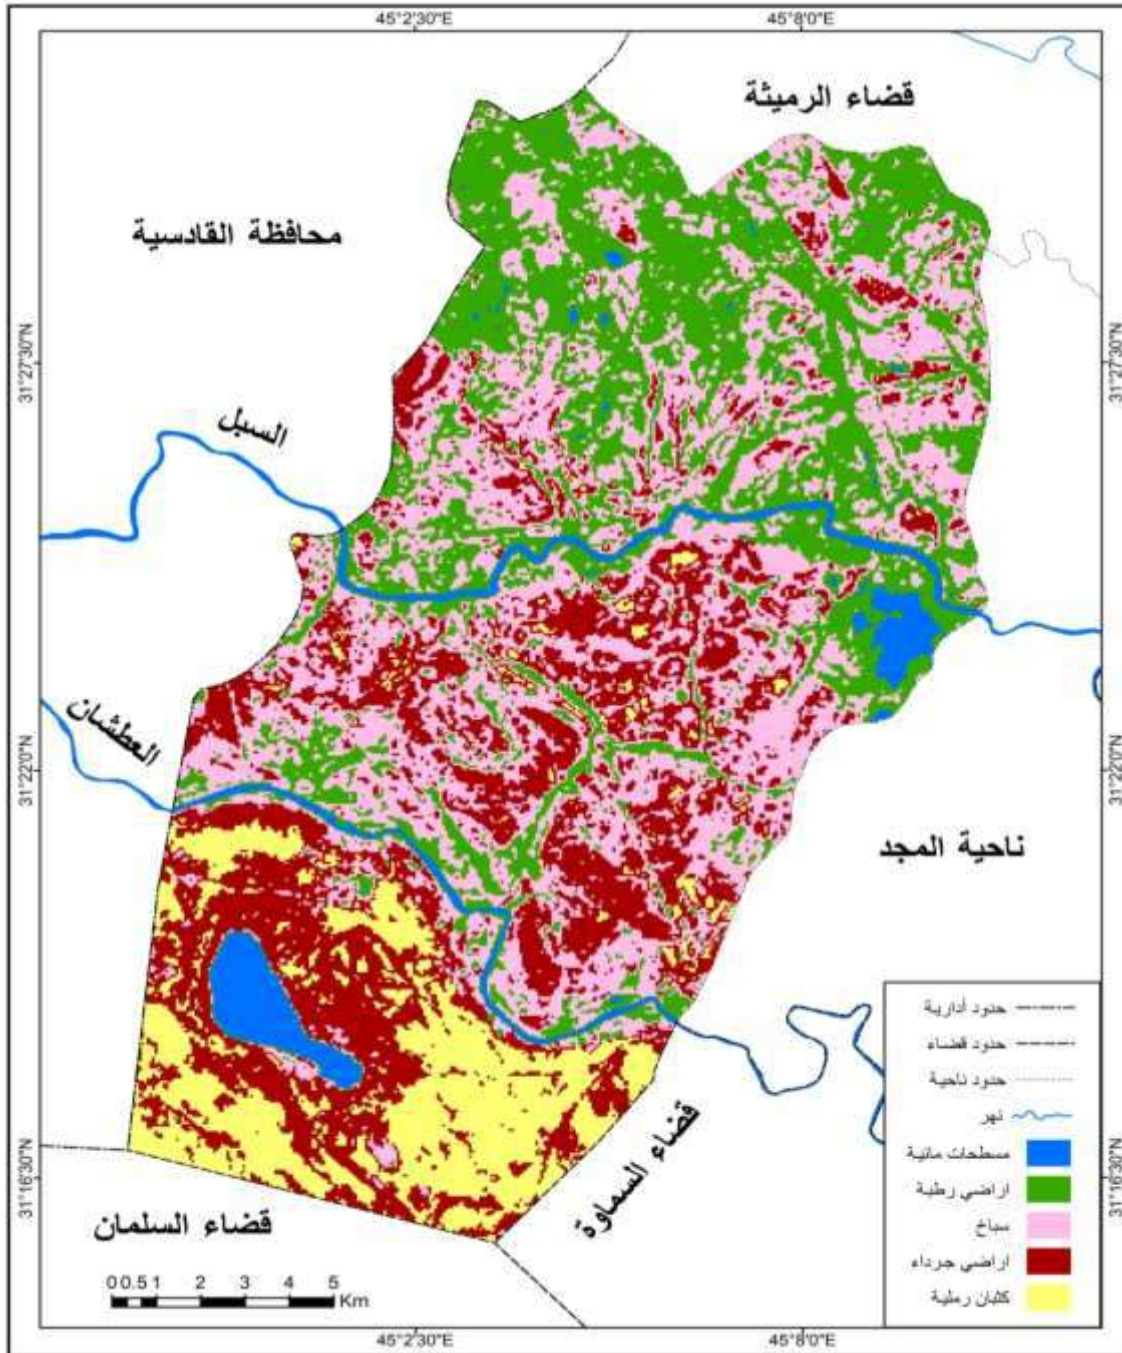 45°2'30"E
45°8'0"E
قضاء الرميثة
محافظة القادسية
31°27'30"N
31°27'30"N
السبل
العطشان
31°22'0"N
31°22'0"N
ناحية المجد
قضاء السماوة
31°16'30"N
31°16'30"N
قضاء السلمان
0 0.5 1 2 3 4 5
Km
حدود أدارية
حدود قضاء
حدود ناحية
نهر
مسطحات مائية
اراضي رطبة
سباخ
اراضي جرداء
كثبان رملية
45°2'30"E
45°8'0"E